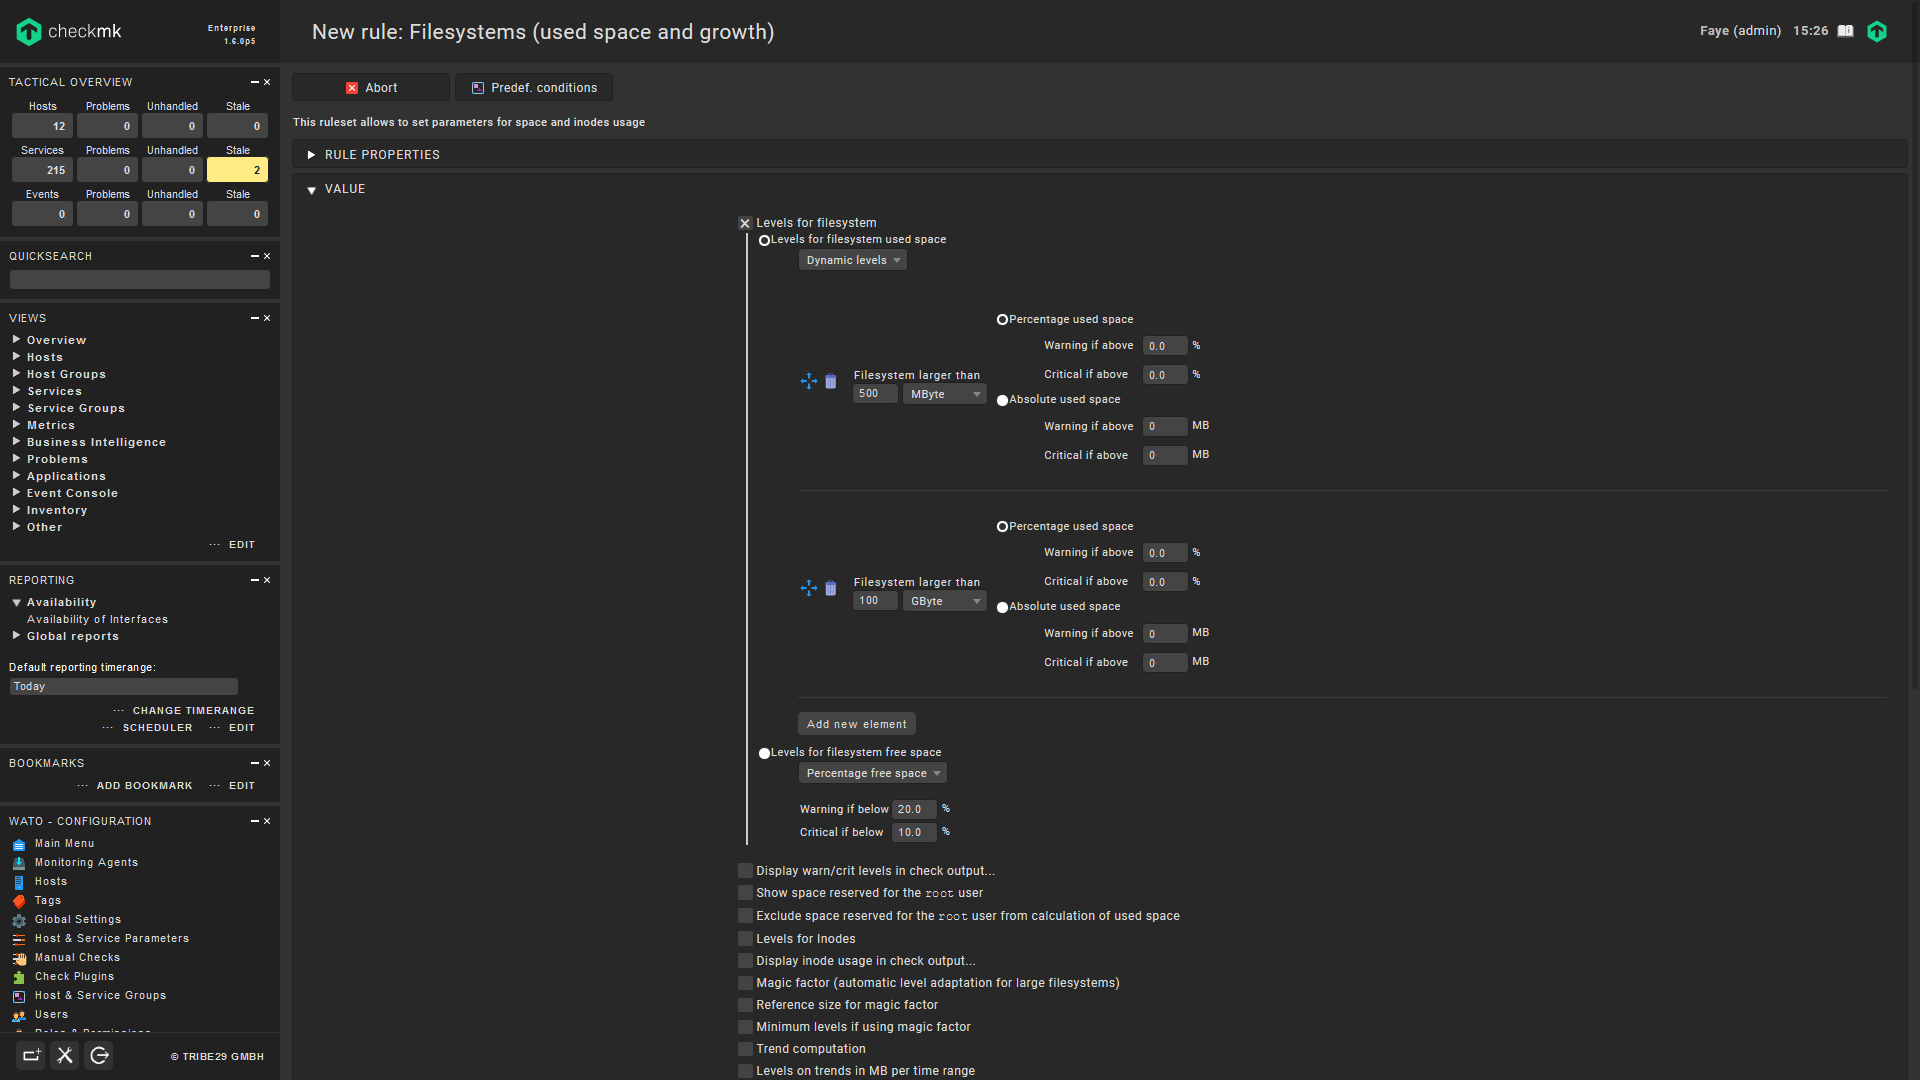 checkmk
Enterprise
1.6.0p5
New rule: Filesystems (used space and growth)
Faye (admin) 15:26
TACTICAL OVERVIEW
Hosts Problems Unhandled Stale
12 0 0 0
Services Problems Unhandled Stale
215 0 0 2
Events Problems Unhandled Stale
0 0 0 0
QUICKSEARCH
VIEWS
Overview
Hosts
Host Groups
Services
Service Groups
Metrics
Business Intelligence
Problems
Applications
Event Console
Inventory
Other
··· EDIT
REPORTING
Availability
Availability of Interfaces
Global reports
Default reporting timerange:
Today
··· CHANGE TIMERANGE
··· SCHEDULER ··· EDIT
BOOKMARKS
··· ADD BOOKMARK ··· EDIT
WATO - CONFIGURATION
Main Menu
Monitoring Agents
Hosts
Tags
Global Settings
Host & Service Parameters
Manual Checks
Check Plugins
Host & Service Groups
Users
Roles & Permissions
© TRIBE29 GMBH
Abort Predef. conditions
This ruleset allows to set parameters for space and inodes usage
RULE PROPERTIES
VALUE
Levels for filesystem
Levels for filesystem used space
Dynamic levels
Percentage used space
Warning if above 0.0 %
Critical if above 0.0 %
Filesystem larger than
500 MByte
Absolute used space
Warning if above 0 MB
Critical if above 0 MB
Percentage used space
Warning if above 0.0 %
Critical if above 0.0 %
Filesystem larger than
100 GByte
Absolute used space
Warning if above 0 MB
Critical if above 0 MB
Add new element
Levels for filesystem free space
Percentage free space
Warning if below 20.0 %
Critical if below 10.0 %
Display warn/crit levels in check output...
Show space reserved for the root user
Exclude space reserved for the root user from calculation of used space
Levels for Inodes
Display inode usage in check output...
Magic factor (automatic level adaptation for large filesystems)
Reference size for magic factor
Minimum levels if using magic factor
Trend computation
Levels on trends in MB per time range